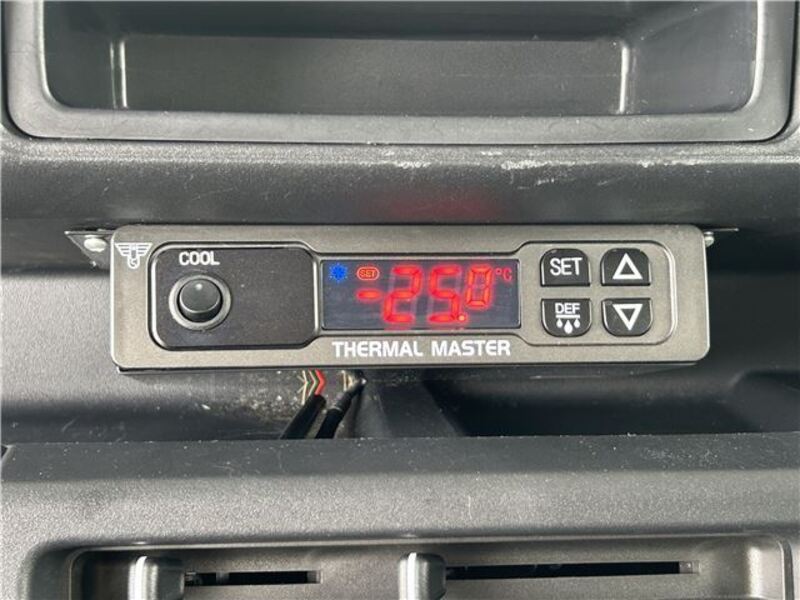 COOL
SET
-25.0°C
SET
DEF
THERMAL MASTER